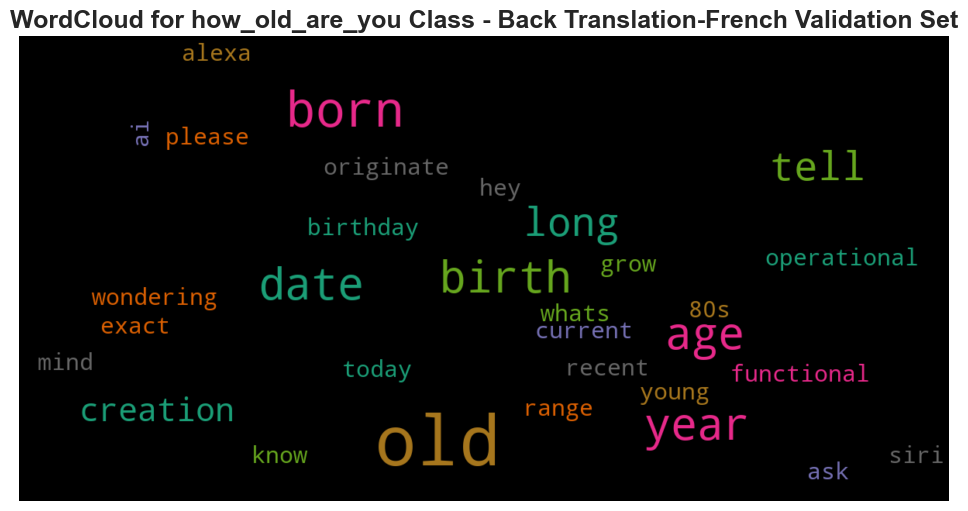 WordCloud for how_old_are_you Class - Back Translation-French Validation Set
alexa
born
ai
please
originate
tell
hey
long
birthday
operational
grow
birth
date
wondering
80s
whats
exact
current
age
mind
today
recent
functional
young
creation
range
year
old
know
siri
ask